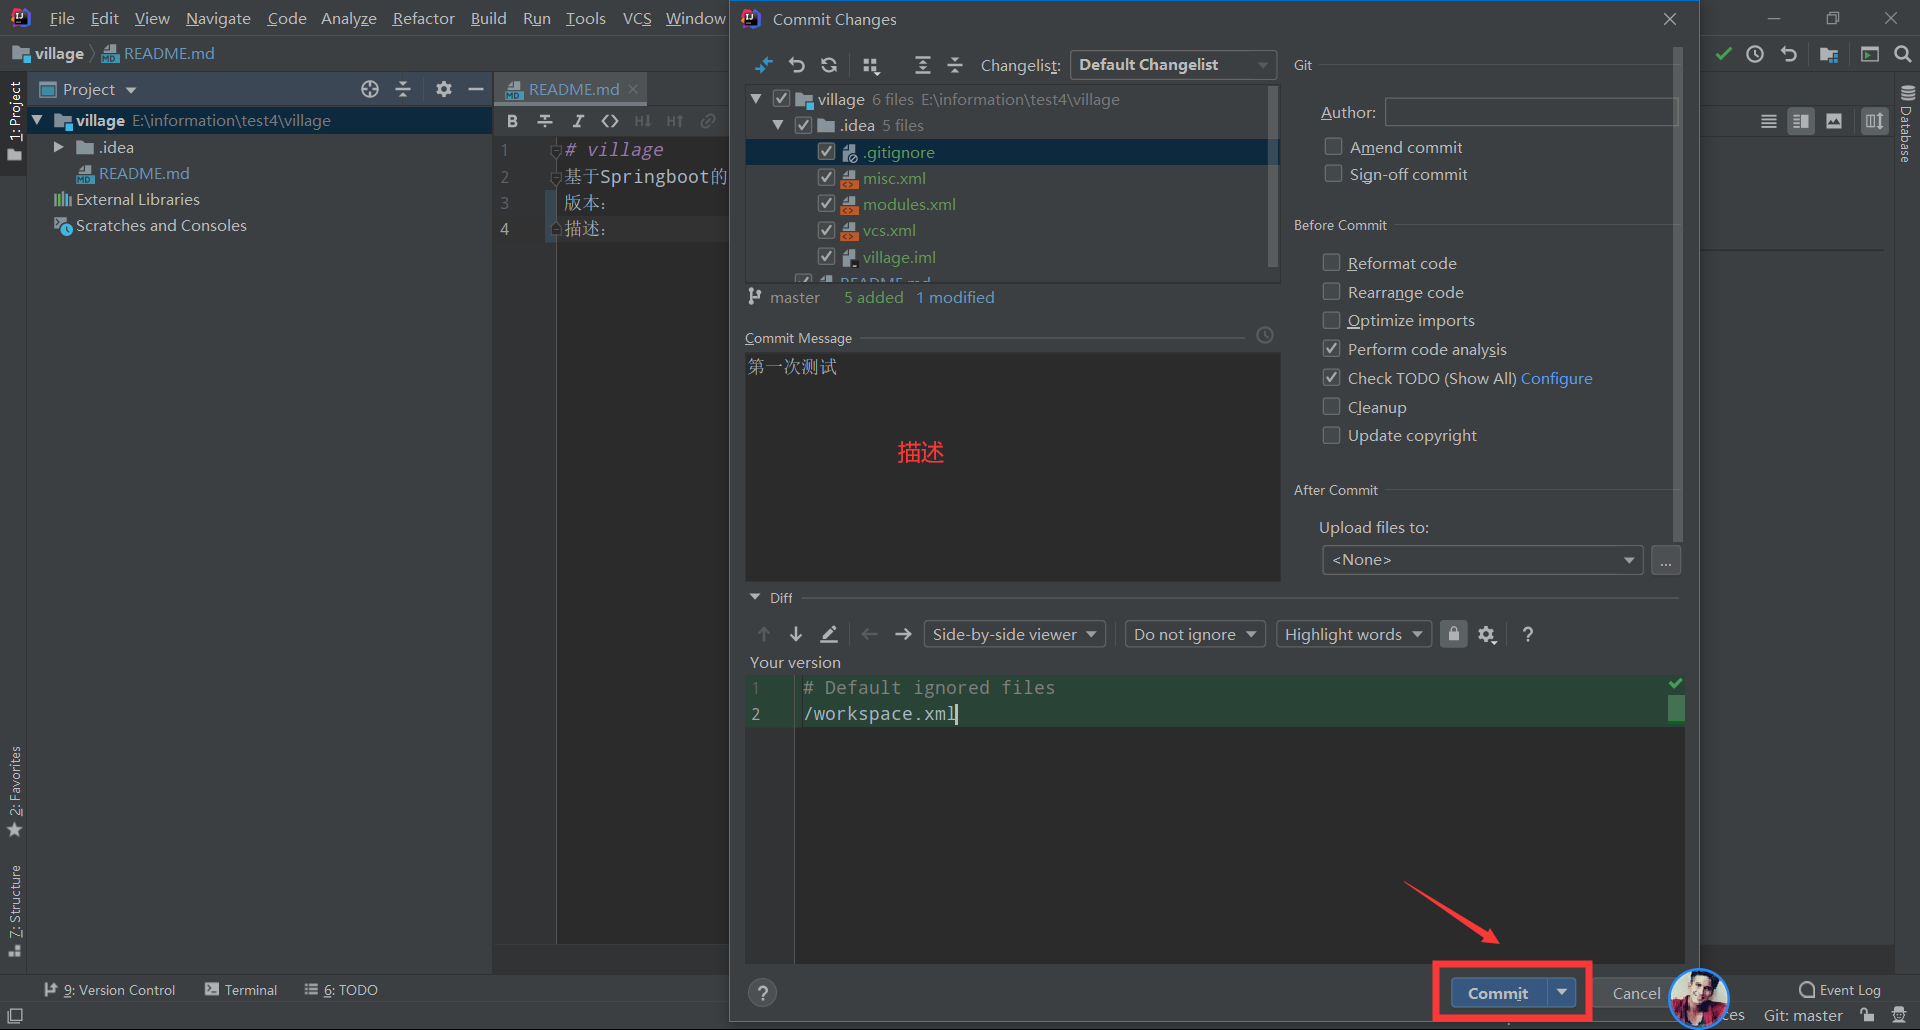 File Edit View Navigate Code Analyze Refactor Build Run Tools VCS Window
Commit Changes
village README.md
Project
README.md
village E:\information\test4\village
.idea
README.md
External Libraries
Scratches and Consoles
1: Project
2: Favorites
7: Structure
B I <> H↓ H↑
1 # village
2 基于Springboot的
3 版本：
4 描述：
Changelist: Default Changelist
village 6 files E:\information\test4\village
.idea 5 files
.gitignore
misc.xml
modules.xml
vcs.xml
village.iml
README.md
master 5 added 1 modified
Commit Message
第一次测试
描述
Git
Author:
Amend commit
Sign-off commit
Before Commit
Reformat code
Rearrange code
Optimize imports
Perform code analysis
Check TODO (Show All) Configure
Cleanup
Update copyright
After Commit
Upload files to:
<None>
...
Diff
Side-by-side viewer Do not ignore Highlight words ?
Your version
1 # Default ignored files
2 /workspace.xml
? Commit Cancel
Database
9: Version Control Terminal 6: TODO
Event Log
ces Git: master